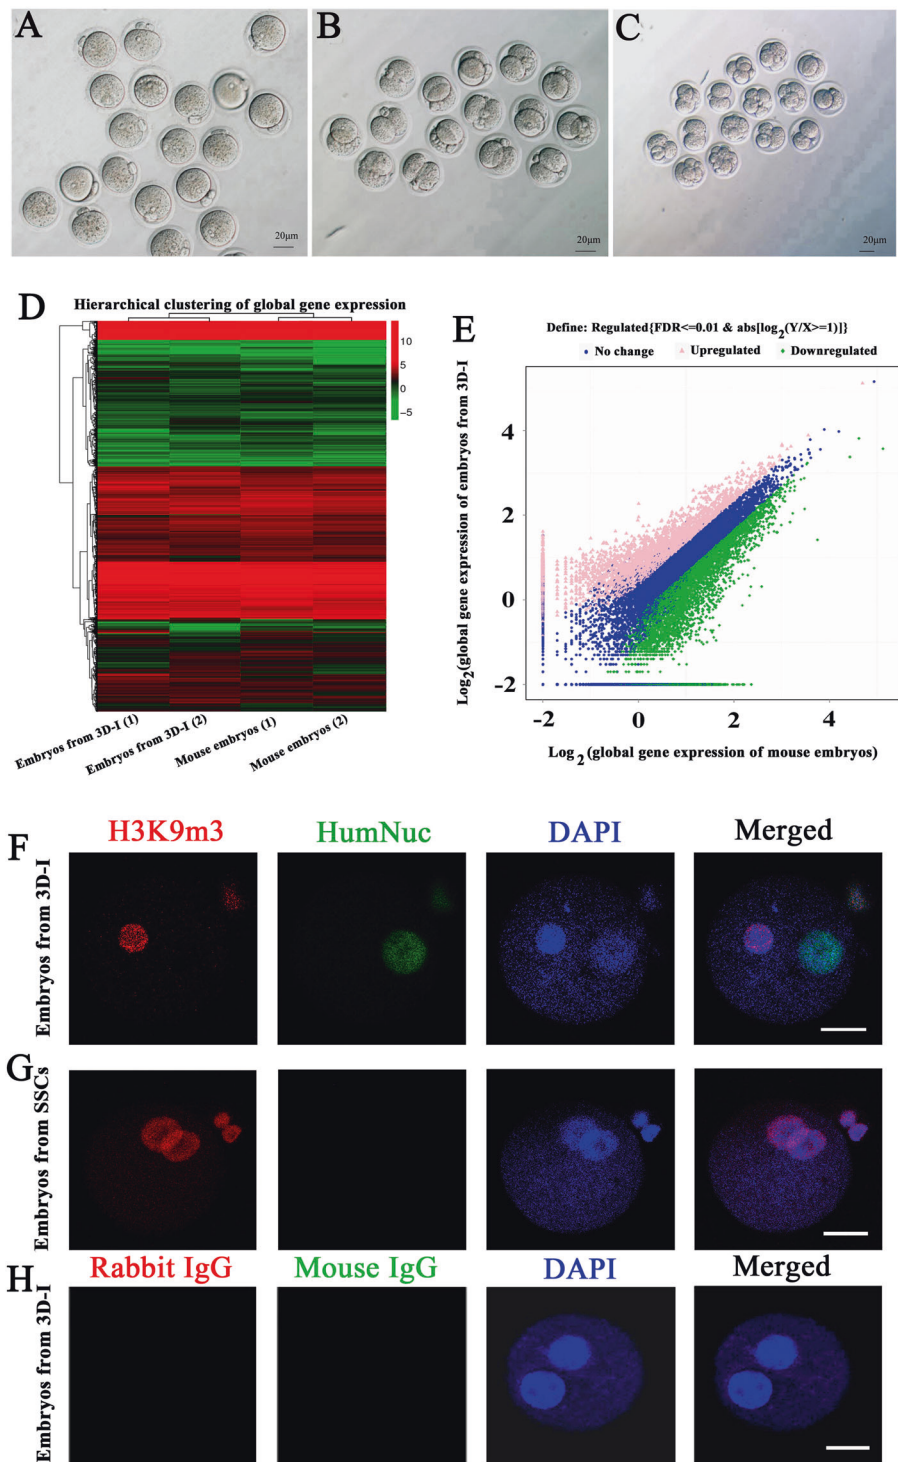 A
B
C
20μm
20μm
20μm
D
Hierarchical clustering of global gene expression
10
5
0
−5
Embryos from 3D-I (1)
Embryos from 3D-I (2)
Mouse embryos (1)
Mouse embryos (2)
E
Define: Regulated{FDR<=0.01 & abs[log2(Y/X>=1)]}
No change
Upregulated
Downregulated
Log2(global gene expression of embryos from 3D-I
4
2
0
-2
-2
0
2
4
Log2(global gene expression of mouse embryos)
F
H3K9m3
HumNuc
DAPI
Merged
Embryos from 3D-I
G
Embryos from SSCs
H
Rabbit IgG
Mouse IgG
DAPI
Merged
Embryos from 3D-I